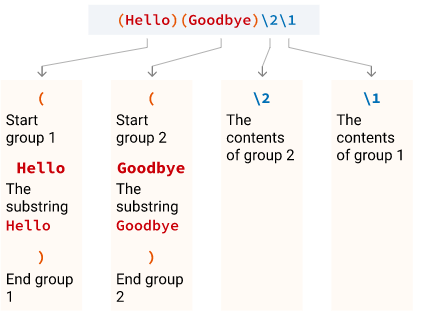 (Hello)(Goodbye)\2\1
(
Start
group 1
Hello
The
substring
Hello
)
End group
1
(
Start
group 2
Goodbye
The
substring
Goodbye
)
End group
2
\2
The
contents
of group 2
\1
The
contents
of group 1